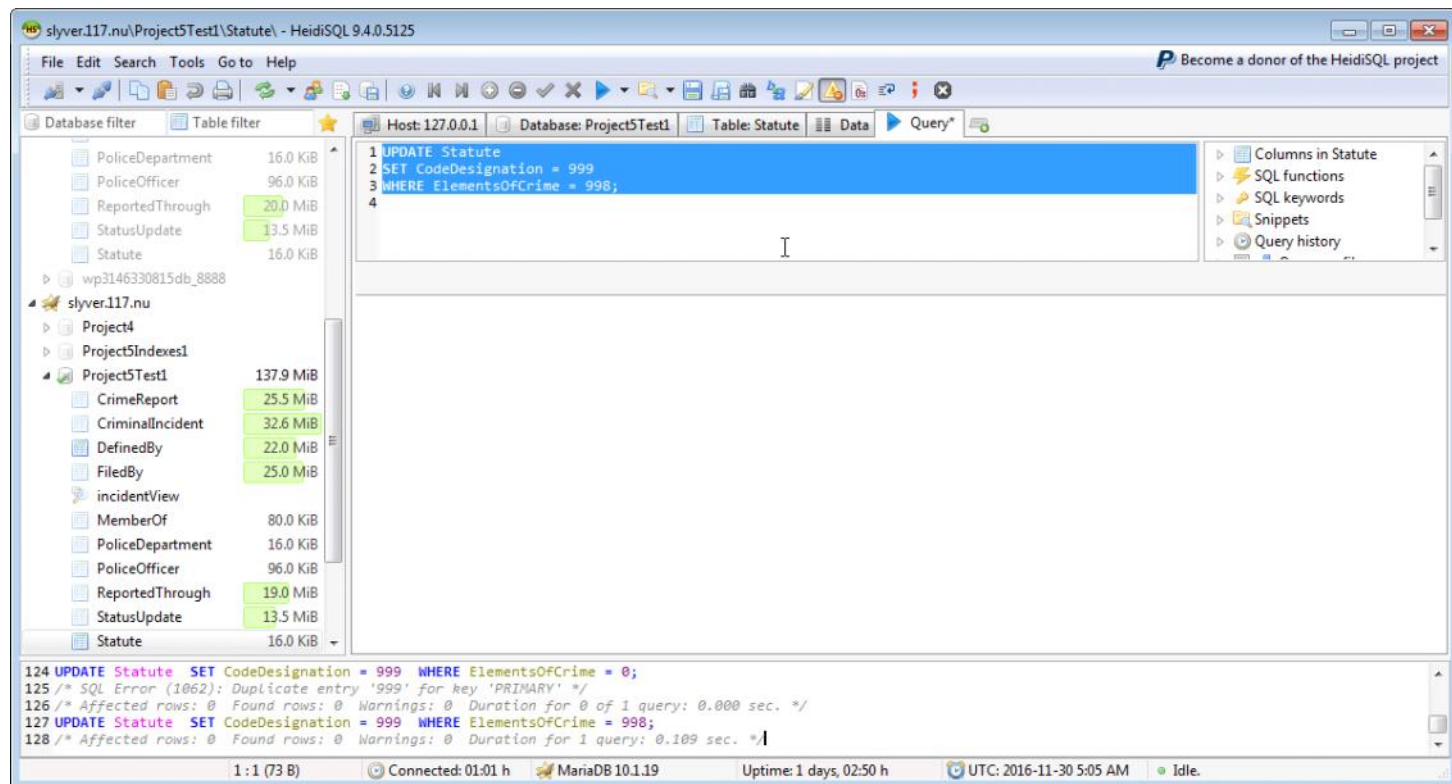 slyver.117.nu\Project5Test1\Statute\ - HeidiSQL 9.4.0.5125
File Edit Search Tools Go to Help
Become a donor of the HeidiSQL project
Database filter Table filter
Host: 127.0.0.1 Database: Project5Test1 Table: Statute Data Query*
PoliceDepartment 16.0 KiB
PoliceOfficer 96.0 KiB
ReportedThrough 20.0 MiB
StatusUpdate 13.5 MiB
Statute 16.0 KiB
wp3146330815db_8888
slyver.117.nu
Project4
Project5Indexes1
Project5Test1 137.9 MiB
CrimeReport 25.5 MiB
CriminalIncident 32.6 MiB
DefinedBy 22.0 MiB
FiledBy 25.0 MiB
incidentView
MemberOf 80.0 KiB
PoliceDepartment 16.0 KiB
PoliceOfficer 96.0 KiB
ReportedThrough 19.0 MiB
StatusUpdate 13.5 MiB
Statute 16.0 KiB
1 UPDATE Statute
2 SET CodeDesignation = 999
3 WHERE ElementsOfCrime = 998;
4
Columns in Statute
SQL functions
SQL keywords
Snippets
Query history
124 UPDATE Statute SET CodeDesignation = 999 WHERE ElementsOfCrime = 0;
125 /* SQL Error (1062): Duplicate entry '999' for key 'PRIMARY' */
126 /* Affected rows: 0 Found rows: 0 Warnings: 0 Duration for 0 of 1 query: 0.000 sec. */
127 UPDATE Statute SET CodeDesignation = 999 WHERE ElementsOfCrime = 998;
128 /* Affected rows: 0 Found rows: 0 Warnings: 0 Duration for 1 query: 0.109 sec. */
1 : 1 (73 B) Connected: 01:01 h MariaDB 10.1.19 Uptime: 1 days, 02:50 h UTC: 2016-11-30 5:05 AM Idle.